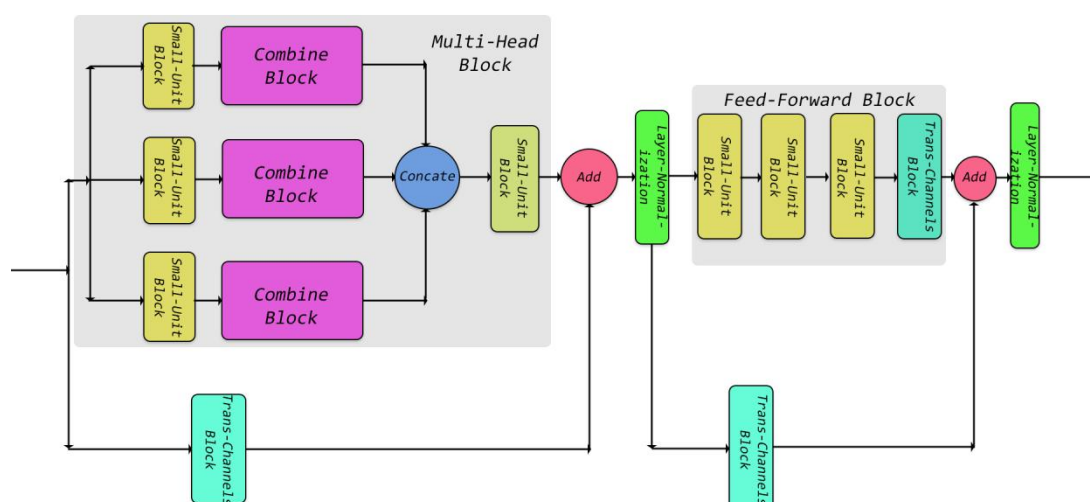 Multi-Head
Block
Small-Unit
Block
Combine
Block
Small-Unit
Block
Combine
Block
Small-Unit
Block
Combine
Block
Concate
Small-Unit
Block
Add
Trans-Channels
Block
Layer-Normal-
ization
Feed-Forward Block
Small-Unit
Block
Small-Unit
Block
Small-Unit
Block
Trans-Channels
Block
Add
Layer-Normal-
ization
Trans-Channels
Block